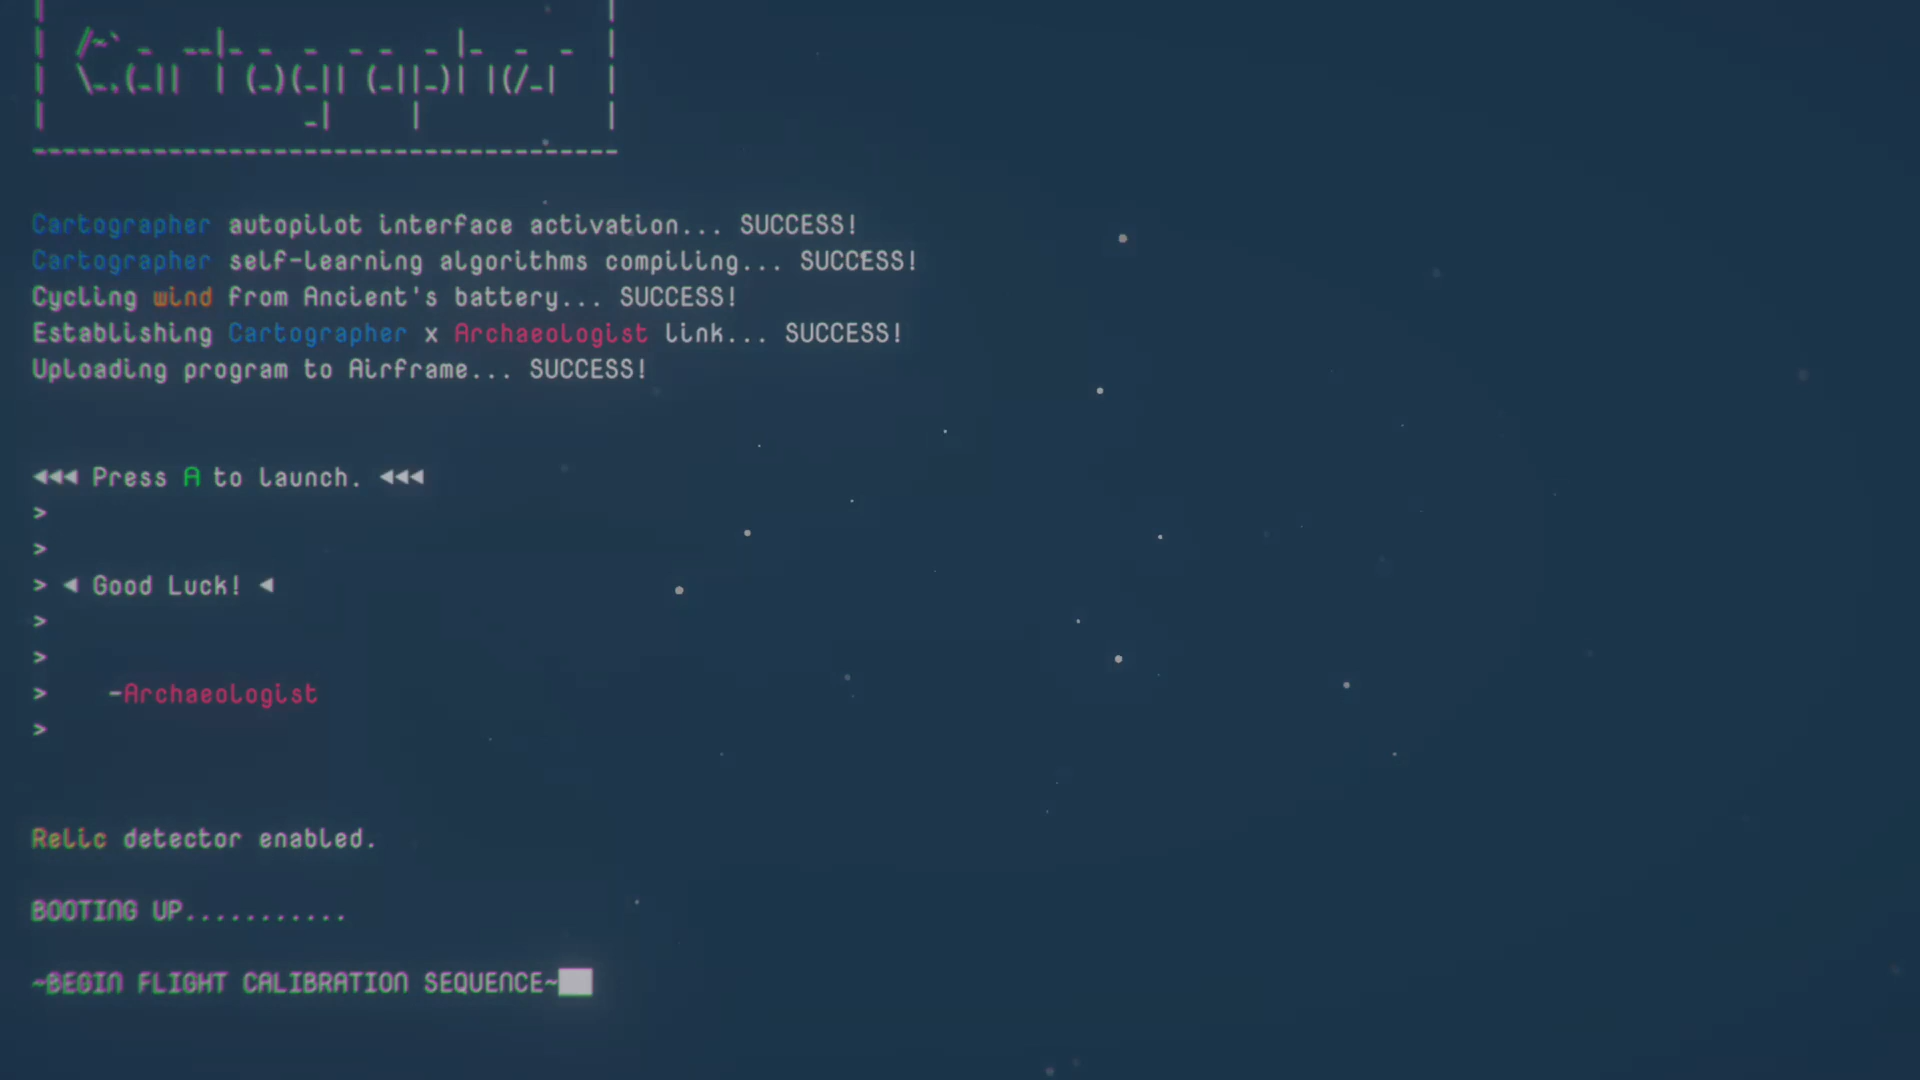 Cartographer
Cartographer autopilot interface activation... SUCCESS!
Cartographer self-learning algorithms compiling... SUCCESS!
Cycling wind from Ancient's battery... SUCCESS!
Establishing Cartographer x Archaeologist link... SUCCESS!
Uploading program to Airframe... SUCCESS!
◄◄◄ Press A to launch. ◄◄◄
>
>
> ◄ Good Luck! ◄
>
>
> -Archaeologist
>
Relic detector enabled.
BOOTING UP...........
~BEGIN FLIGHT CALIBRATION SEQUENCE~